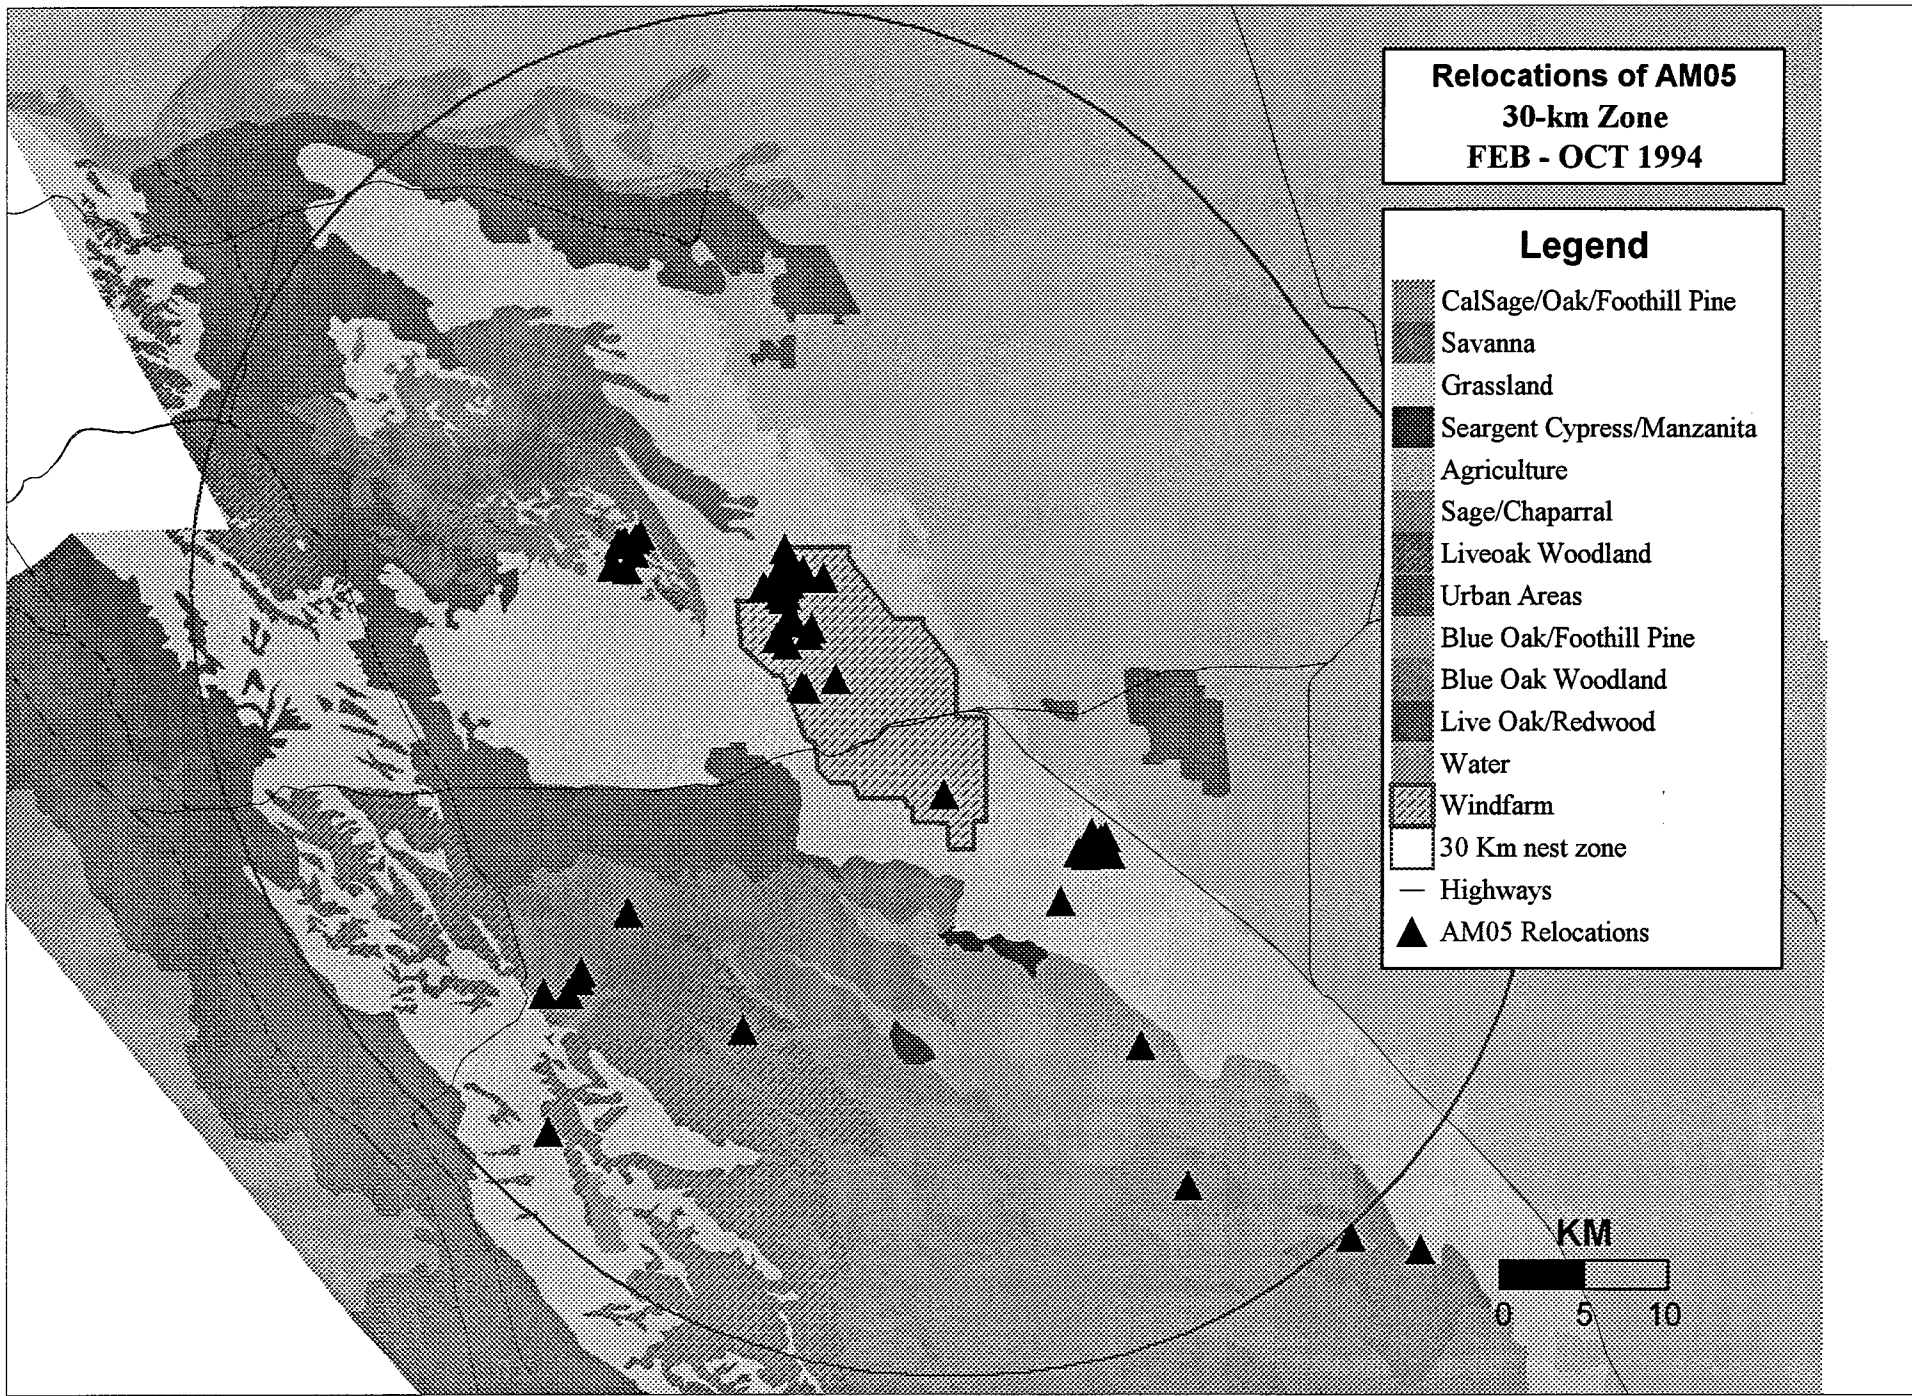 Relocations of AM05
30-km Zone
FEB - OCT 1994
Legend
CalSage/Oak/Foothill Pine
Savanna
Grassland
Seargent Cypress/Manzanita
Agriculture
Sage/Chaparral
Liveoak Woodland
Urban Areas
Blue Oak/Foothill Pine
Blue Oak Woodland
Live Oak/Redwood
Water
Windfarm
30 Km nest zone
Highways
AM05 Relocations
KM
0 5 10